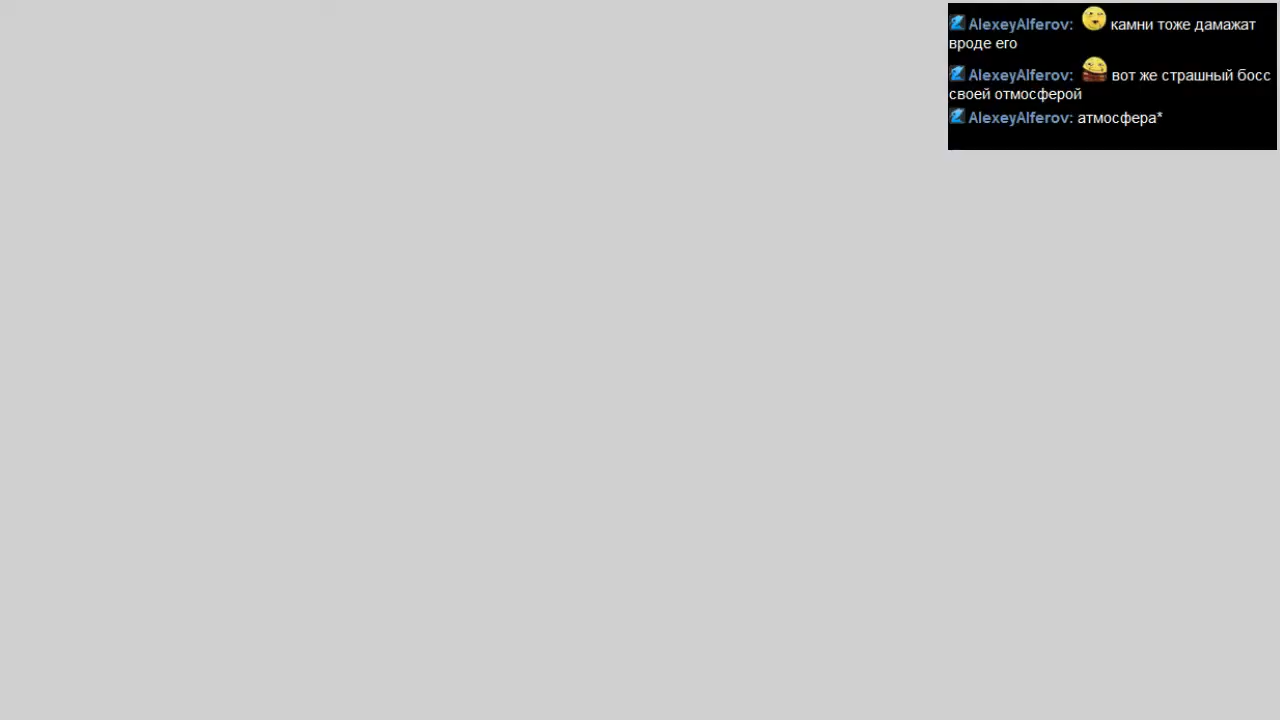 AlexeyAlferov: камни тоже дамажат
вроде его
AlexeyAlferov: вот же страшный босс
своей отмосферой
AlexeyAlferov: атмосфера*